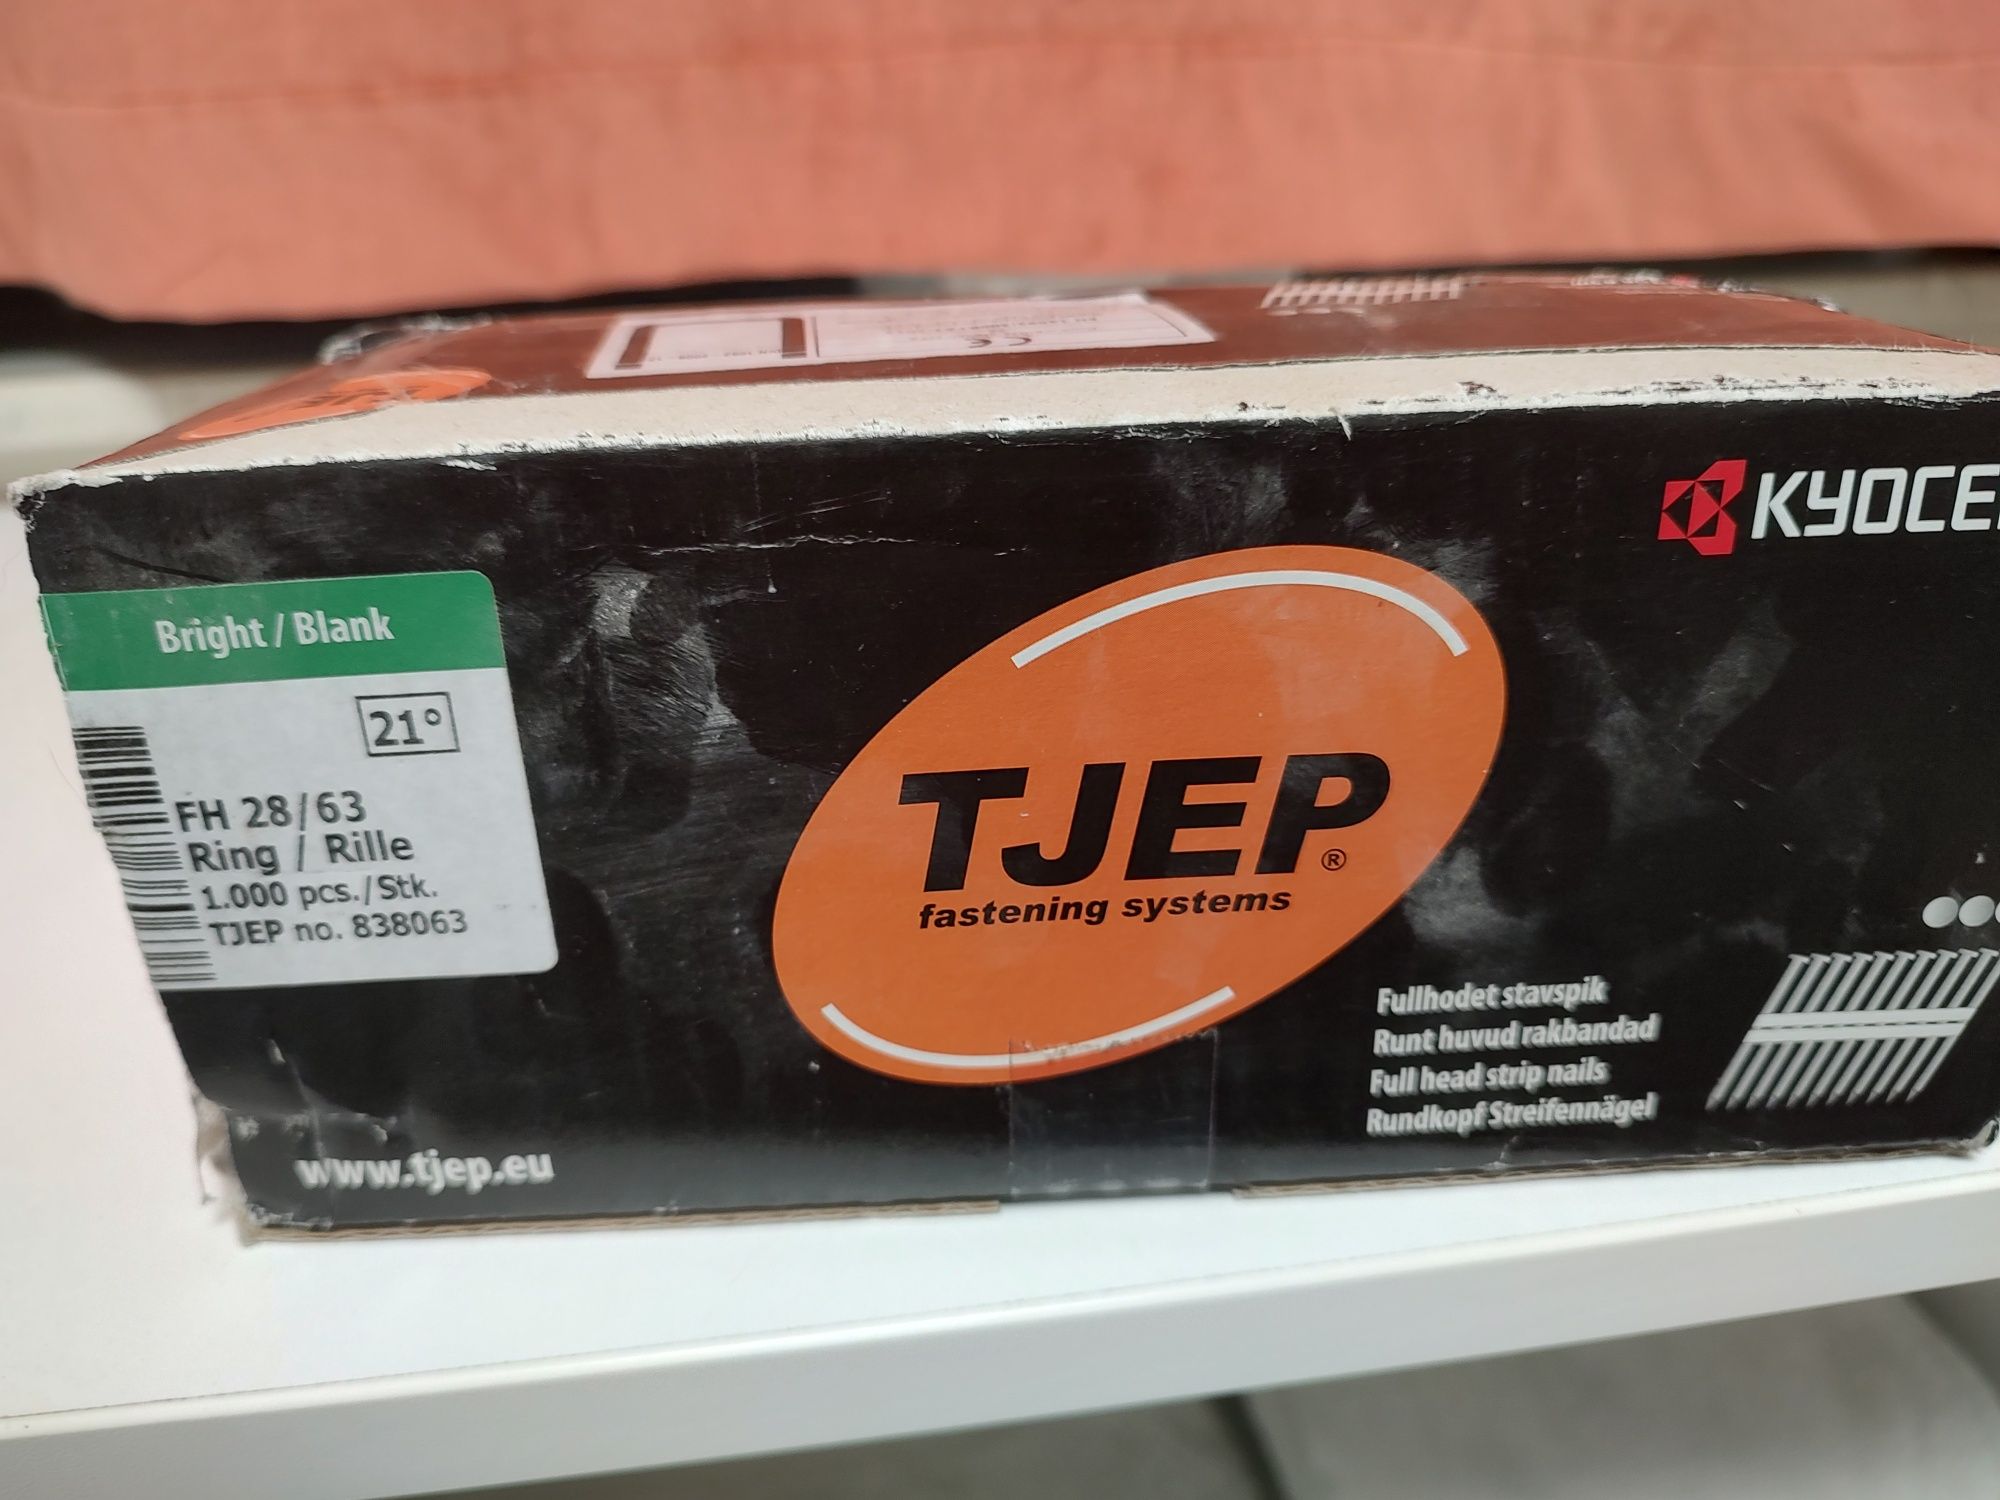 KYOCE
Bright / Blank
21°
FH 28/63
Ring / Rille
1.000 pcs./Stk.
TJEP no. 838063
TJEP®
fastening systems
Fullhodet stavspik
Runt huvud rakbandad
Full head strip nails
Rundkopf Streifennägel
www.tjep.eu